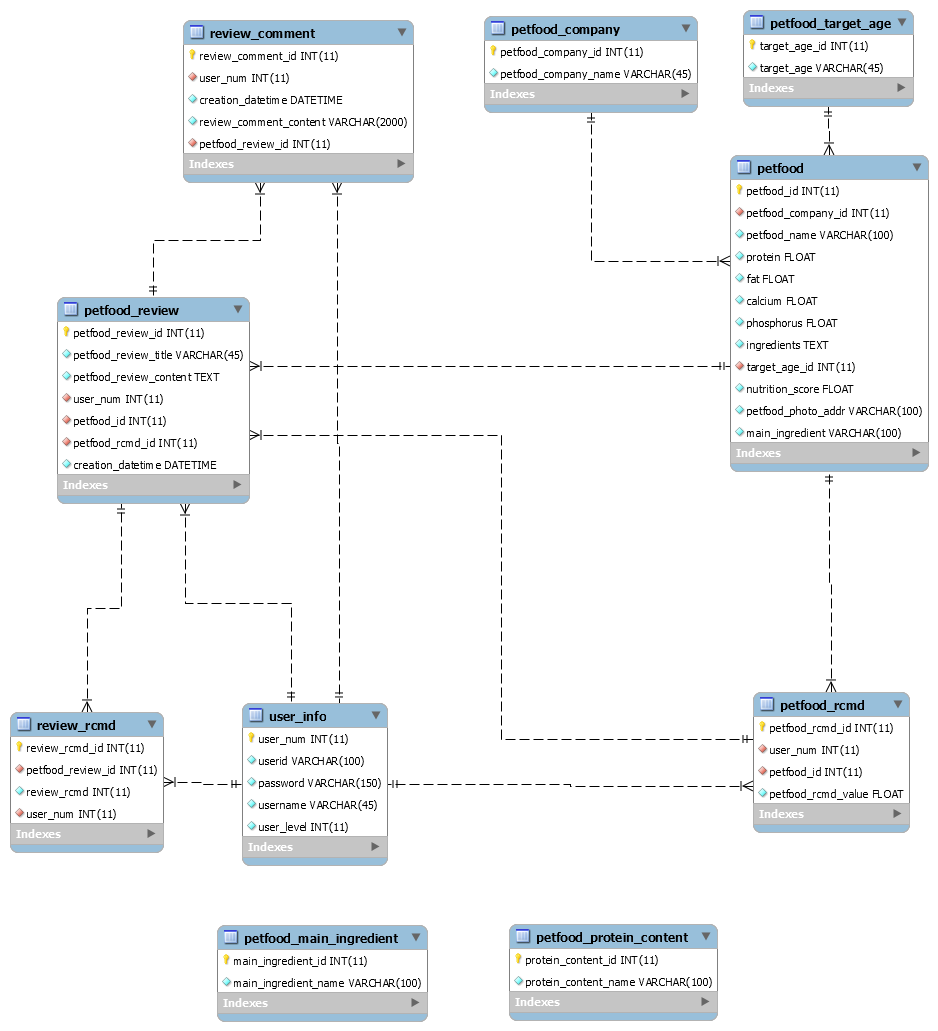 review_comment
review_comment_id INT(11)
user_num INT(11)
creation_datetime DATETIME
review_comment_content VARCHAR(2000)
petfood_review_id INT(11)
Indexes
petfood_company
petfood_company_id INT(11)
petfood_company_name VARCHAR(45)
Indexes
petfood_target_age
target_age_id INT(11)
target_age VARCHAR(45)
Indexes
petfood
petfood_id INT(11)
petfood_company_id INT(11)
petfood_name VARCHAR(100)
protein FLOAT
fat FLOAT
calcium FLOAT
phosphorus FLOAT
ingredients TEXT
target_age_id INT(11)
nutrition_score FLOAT
petfood_photo_addr VARCHAR(100)
main_ingredient VARCHAR(100)
Indexes
petfood_review
petfood_review_id INT(11)
petfood_review_title VARCHAR(45)
petfood_review_content TEXT
user_num INT(11)
petfood_id INT(11)
petfood_rcmd_id INT(11)
creation_datetime DATETIME
Indexes
review_rcmd
review_rcmd_id INT(11)
petfood_review_id INT(11)
review_rcmd INT(11)
user_num INT(11)
Indexes
user_info
user_num INT(11)
userid VARCHAR(100)
password VARCHAR(150)
username VARCHAR(45)
user_level INT(11)
Indexes
petfood_rcmd
petfood_rcmd_id INT(11)
user_num INT(11)
petfood_id INT(11)
petfood_rcmd_value FLOAT
Indexes
petfood_main_ingredient
main_ingredient_id INT(11)
main_ingredient_name VARCHAR(100)
Indexes
petfood_protein_content
protein_content_id INT(11)
protein_content_name VARCHAR(100)
Indexes